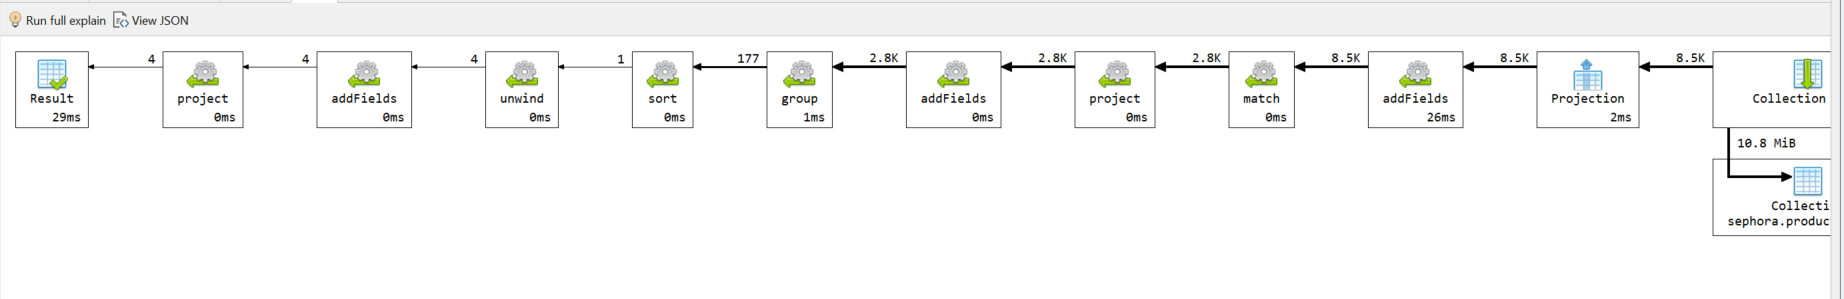 Run full explain View JSON
4 4 4 1 177 2.8K 2.8K 2.8K 8.5K 8.5K 8.5K
Result project addFields unwind sort group addFields project match addFields Projection Collection
29ms 0ms 0ms 0ms 0ms 1ms 0ms 0ms 0ms 26ms 2ms
10.8 MiB
Collecti
sephora.produc